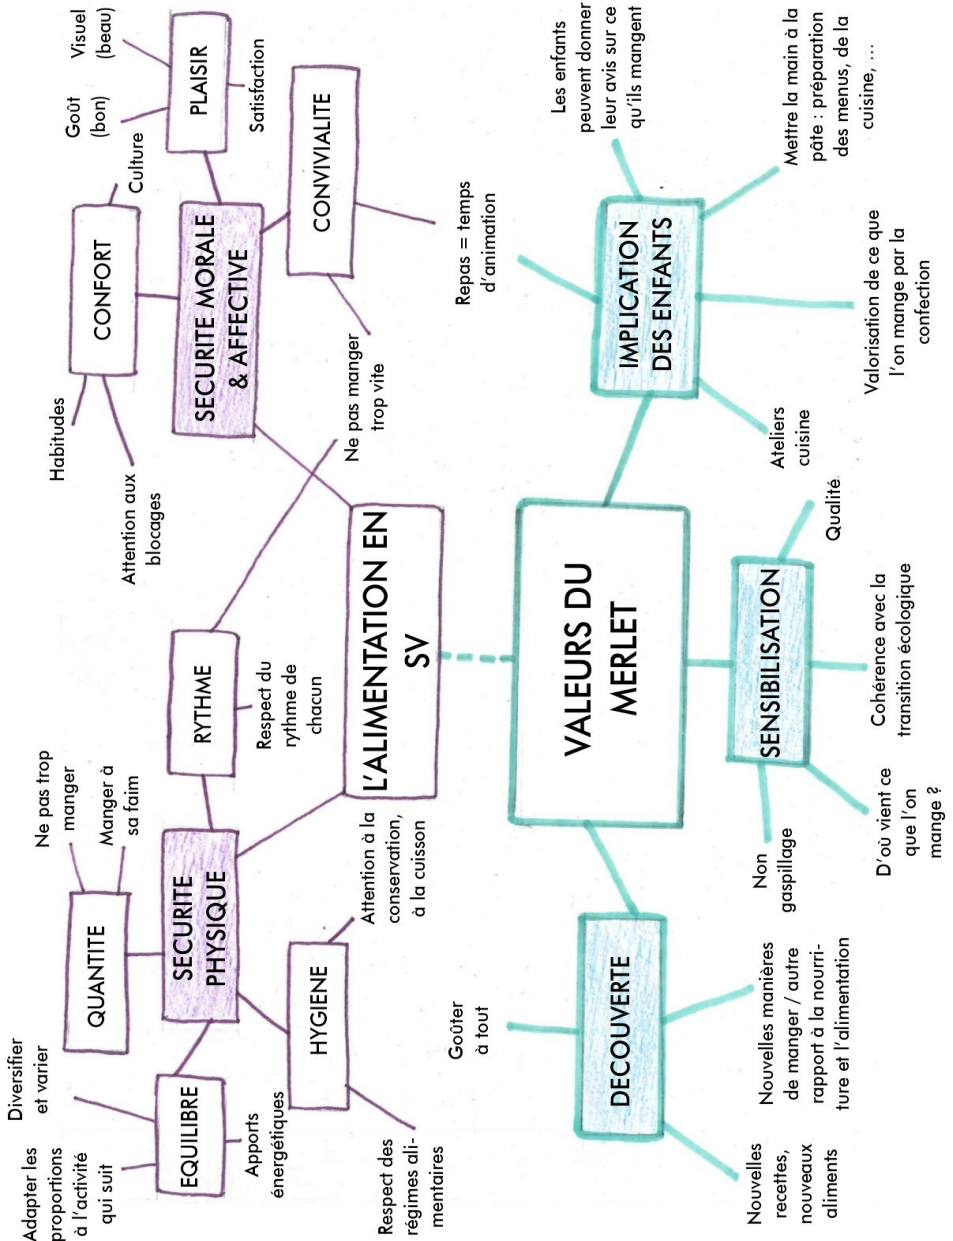 Adapter les
proportions
à l'activité
qui suit
Diversifier
et varier
EQUILIBRE
Apports
énergétiques
QUANTITE
Ne pas trop
manger
Manger à
sa faim
SECURITE
PHYSIQUE
HYGIENE
Respect des
régimes ali-
mentaires
Attention à la
conservation,
à la cuisson
RYTHME
Respect du
rythme de
chacun
Ne pas manger
trop vite
L'ALIMENTATION EN
SV
Habitudes
Attention aux
blocages
CONFORT
Culture
SECURITE MORALE
& AFFECTIVE
Goût
(bon)
Visuel
(beau)
PLAISIR
Satisfaction
CONVIVIALITE
Repas = temps
d'animation
VALEURS DU
MERLET
DECOUVERTE
Goûter
à tout
Nouvelles
recettes,
nouveaux
aliments
Nouvelles manières
de manger / autre
rapport à la nourri-
ture et l'alimentation
SENSIBILISATION
Non
gaspillage
D'où vient ce
que l'on
mange ?
Cohérence avec la
transition écologique
Qualité
IMPLICATION
DES ENFANTS
Ateliers
cuisine
Valorisation de ce que
l'on mange par la
confection
Mettre la main à la
pâte : préparation
des menus, de la
cuisine, ...
Les enfants
peuvent donner
leur avis sur ce
qu'ils mangent